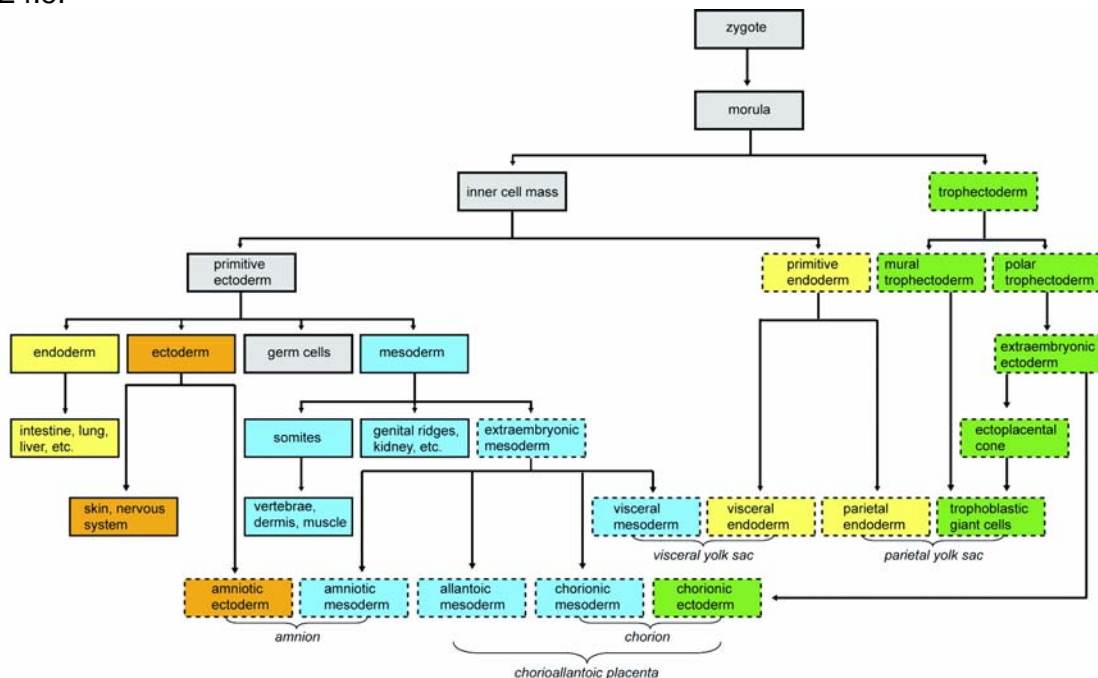 zygote
morula
inner cell mass
trophectoderm
primitive
ectoderm
primitive
endoderm
mural
trophectoderm
polar
trophectoderm
endoderm
ectoderm
germ cells
mesoderm
extraembryonic
ectoderm
intestine, lung,
liver, etc.
somites
genital ridges,
kidney, etc.
extraembryonic
mesoderm
ectoplacental
cone
skin, nervous
system
vertebrae,
dermis, muscle
visceral
mesoderm
visceral
endoderm
parietal
endoderm
trophoblastic
giant cells
visceral yolk sac
parietal yolk sac
amniotic
ectoderm
amniotic
mesoderm
allantoic
mesoderm
chorionic
mesoderm
chorionic
ectoderm
amnion
chorion
chorioallantoic placenta